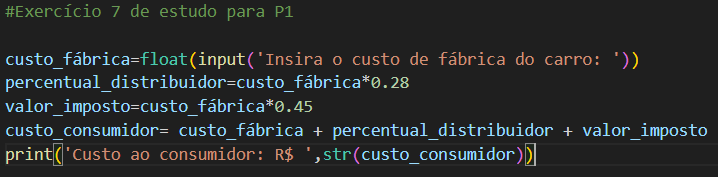 #Exercício 7 de estudo para P1
custo_fábrica=float(input('Insira o custo de fábrica do carro: '))
percentual_distribuidor=custo_fábrica*0.28
valor_imposto=custo_fábrica*0.45
custo_consumidor= custo_fábrica + percentual_distribuidor + valor_imposto
print('Custo ao consumidor: R$ ',str(custo_consumidor))